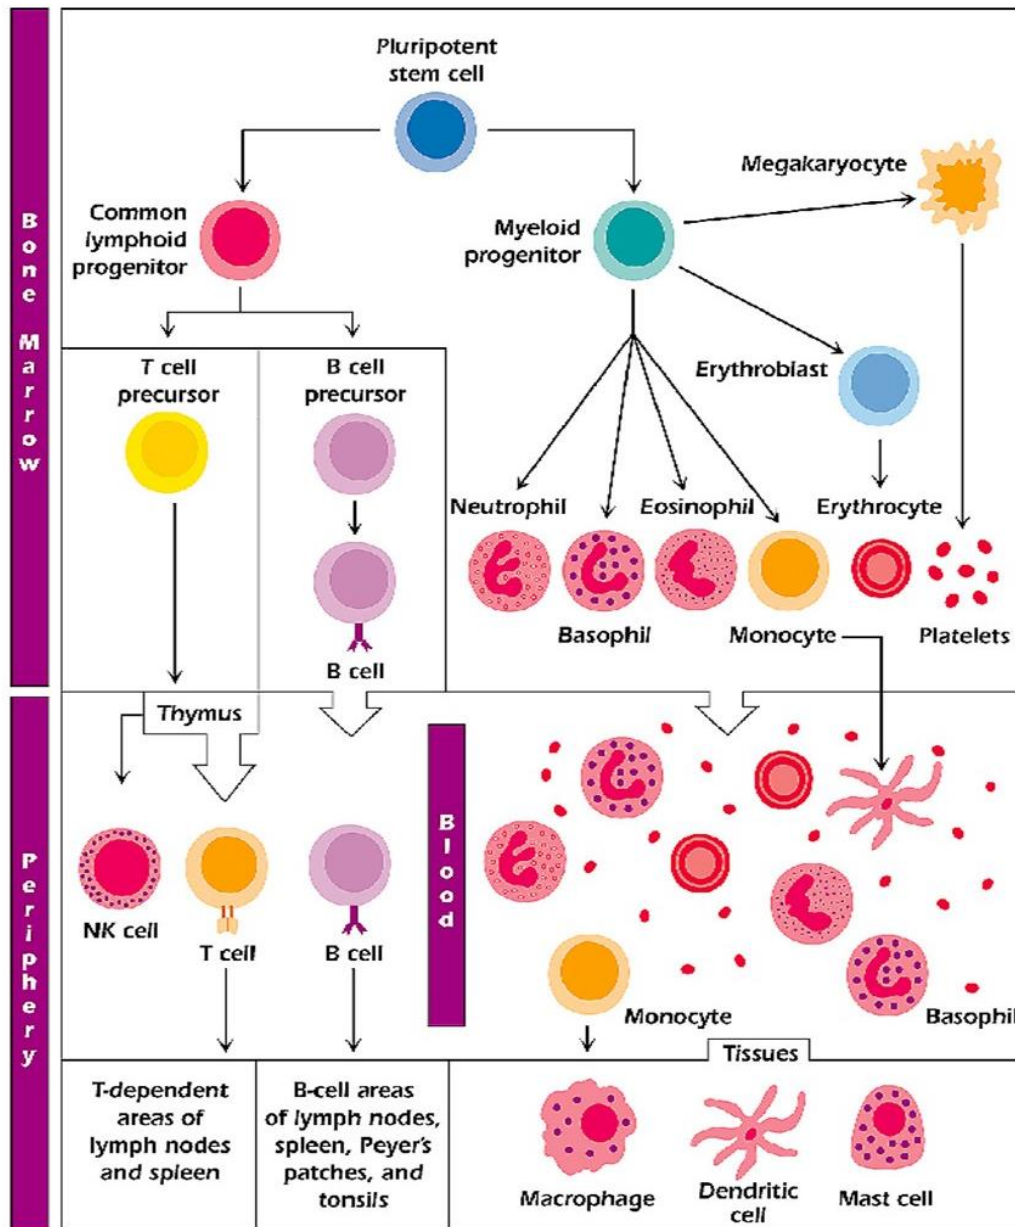 Pluripotent
stem cell
Megakaryocyte
Common
lymphoid
progenitor
Myeloid
progenitor
T cell
precursor
B cell
precursor
Erythroblast
Neutrophil
Eosinophil
Erythrocyte
Basophil
Monocyte
Platelets
B cell
Bone Marrow
Thymus
NK cell
T cell
B cell
Blood
Monocyte
Basophil
Periphery
Tissues
T-dependent
areas of
lymph nodes
and spleen
B-cell areas
of lymph nodes,
spleen, Peyer's
patches, and
tonsils
Macrophage
Dendritic
cell
Mast cell